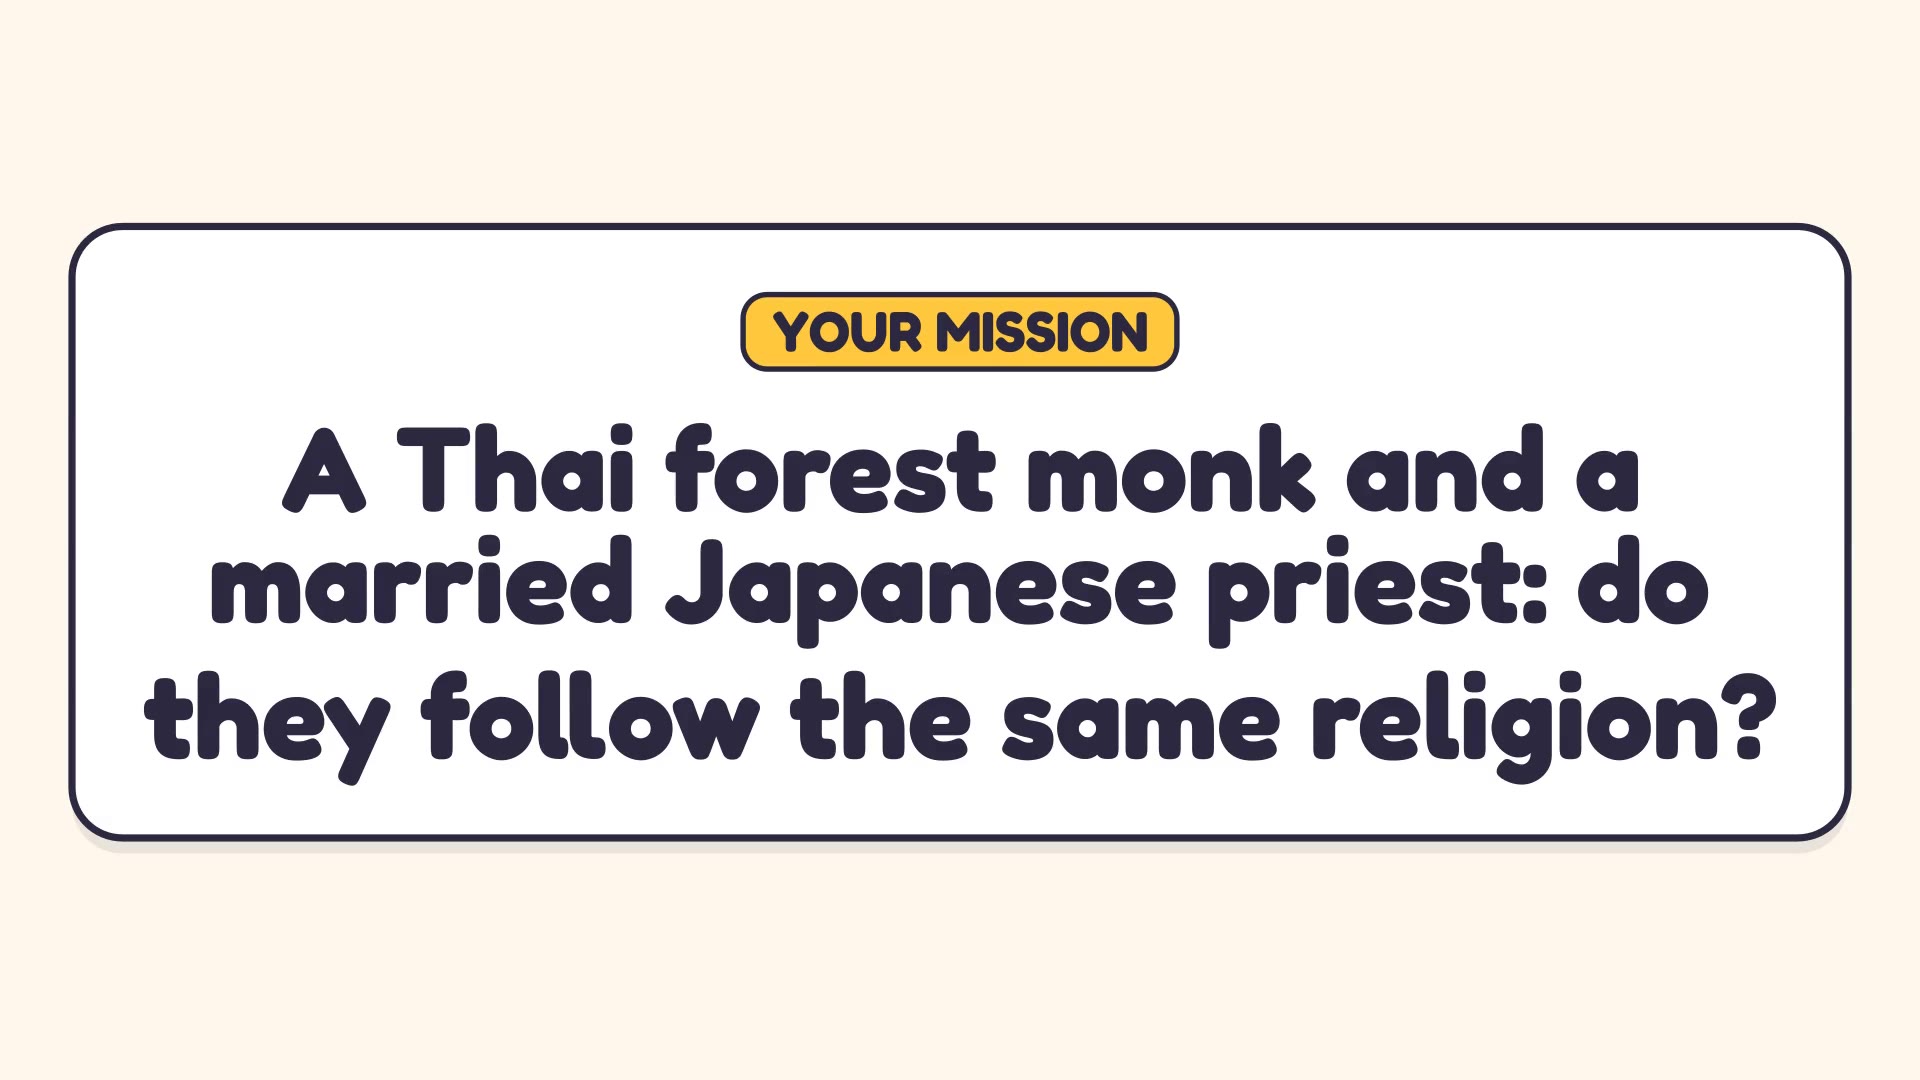 YOUR MISSION
A Thai forest monk and a
married Japanese priest: do
they follow the same religion?